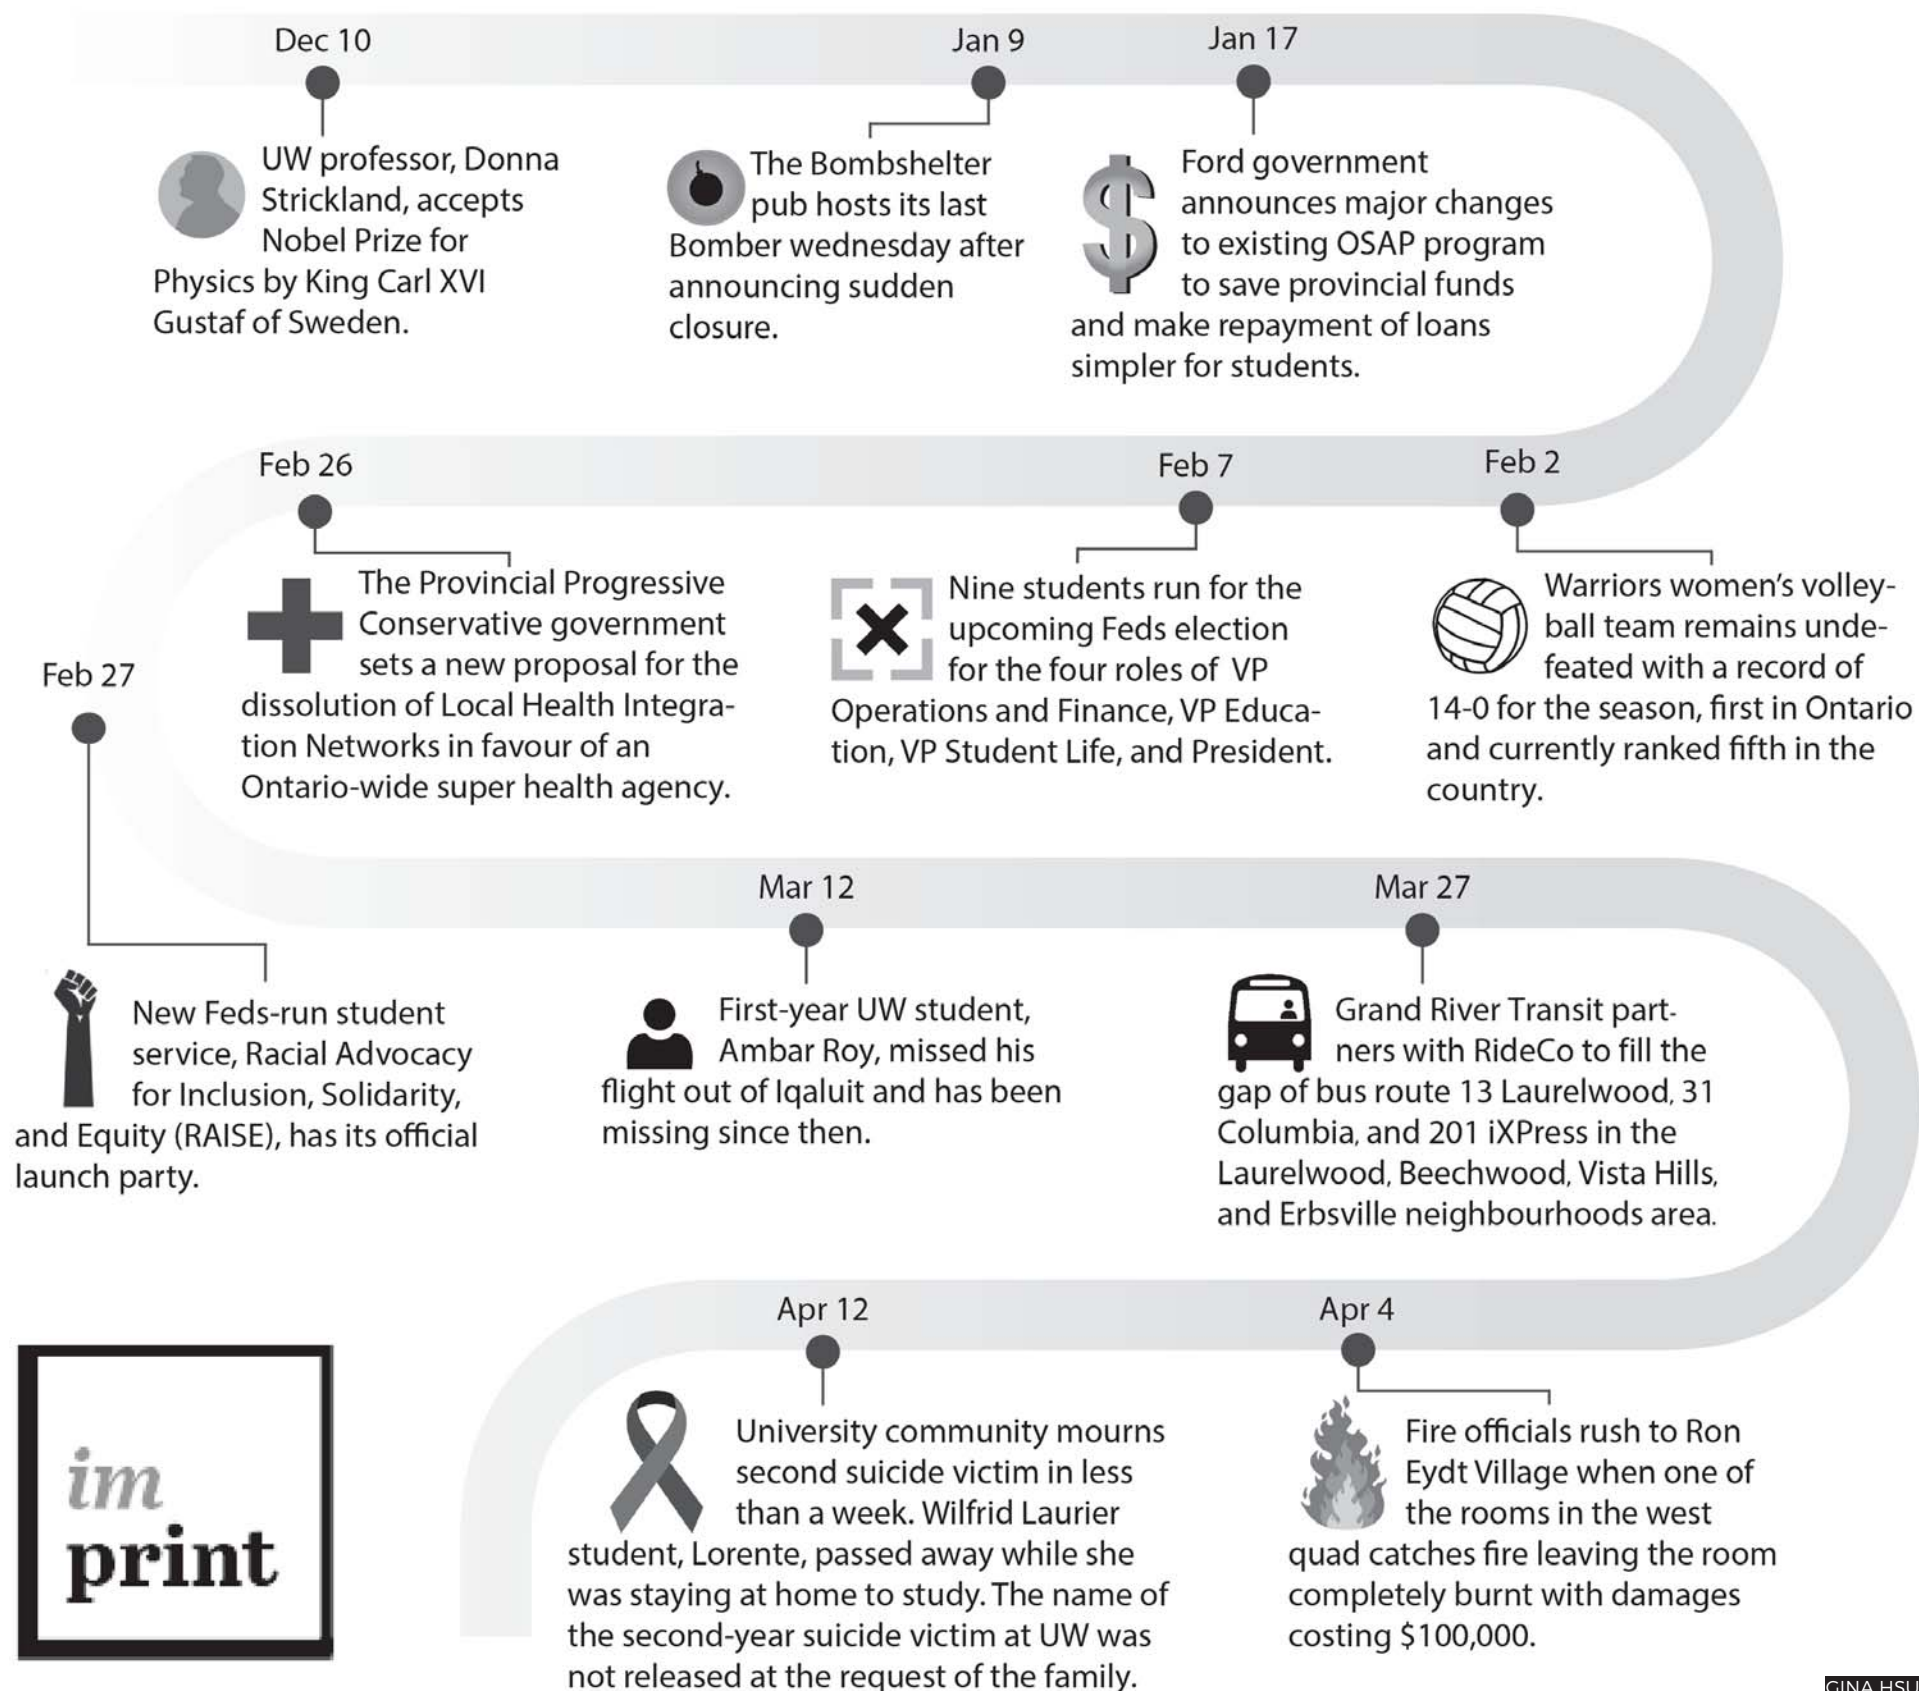 Dec 10
UW professor, Donna
Strickland, accepts
Nobel Prize for
Physics by King Carl XVI
Gustaf of Sweden.
Jan 9
The Bombshelter
pub hosts its last
Bomber wednesday after
announcing sudden
closure.
Jan 17
Ford government
announces major changes
to existing OSAP program
to save provincial funds
and make repayment of loans
simpler for students.
Feb 2
Warriors women's volley-
ball team remains unde-
feated with a record of
14-0 for the season, first in Ontario
and currently ranked fifth in the
country.
Feb 7
Nine students run for the
upcoming Feds election
for the four roles of VP
Operations and Finance, VP Educa-
tion, VP Student Life, and President.
Feb 26
The Provincial Progressive
Conservative government
sets a new proposal for the
dissolution of Local Health Integra-
tion Networks in favour of an
Ontario-wide super health agency.
Feb 27
New Feds-run student
service, Racial Advocacy
for Inclusion, Solidarity,
and Equity (RAISE), has its official
launch party.
Mar 12
First-year UW student,
Ambar Roy, missed his
flight out of Iqaluit and has been
missing since then.
Mar 27
Grand River Transit part-
ners with RideCo to fill the
gap of bus route 13 Laurelwood, 31
Columbia, and 201 iXPress in the
Laurelwood, Beechwood, Vista Hills,
and Erbsville neighbourhoods area.
Apr 4
Fire officials rush to Ron
Eydt Village when one of
the rooms in the west
quad catches fire leaving the room
completely burnt with damages
costing $100,000.
Apr 12
University community mourns
second suicide victim in less
than a week. Wilfrid Laurier
student, Lorente, passed away while she
was staying at home to study. The name of
the second-year suicide victim at UW was
not released at the request of the family.
im
print
GINA HSU